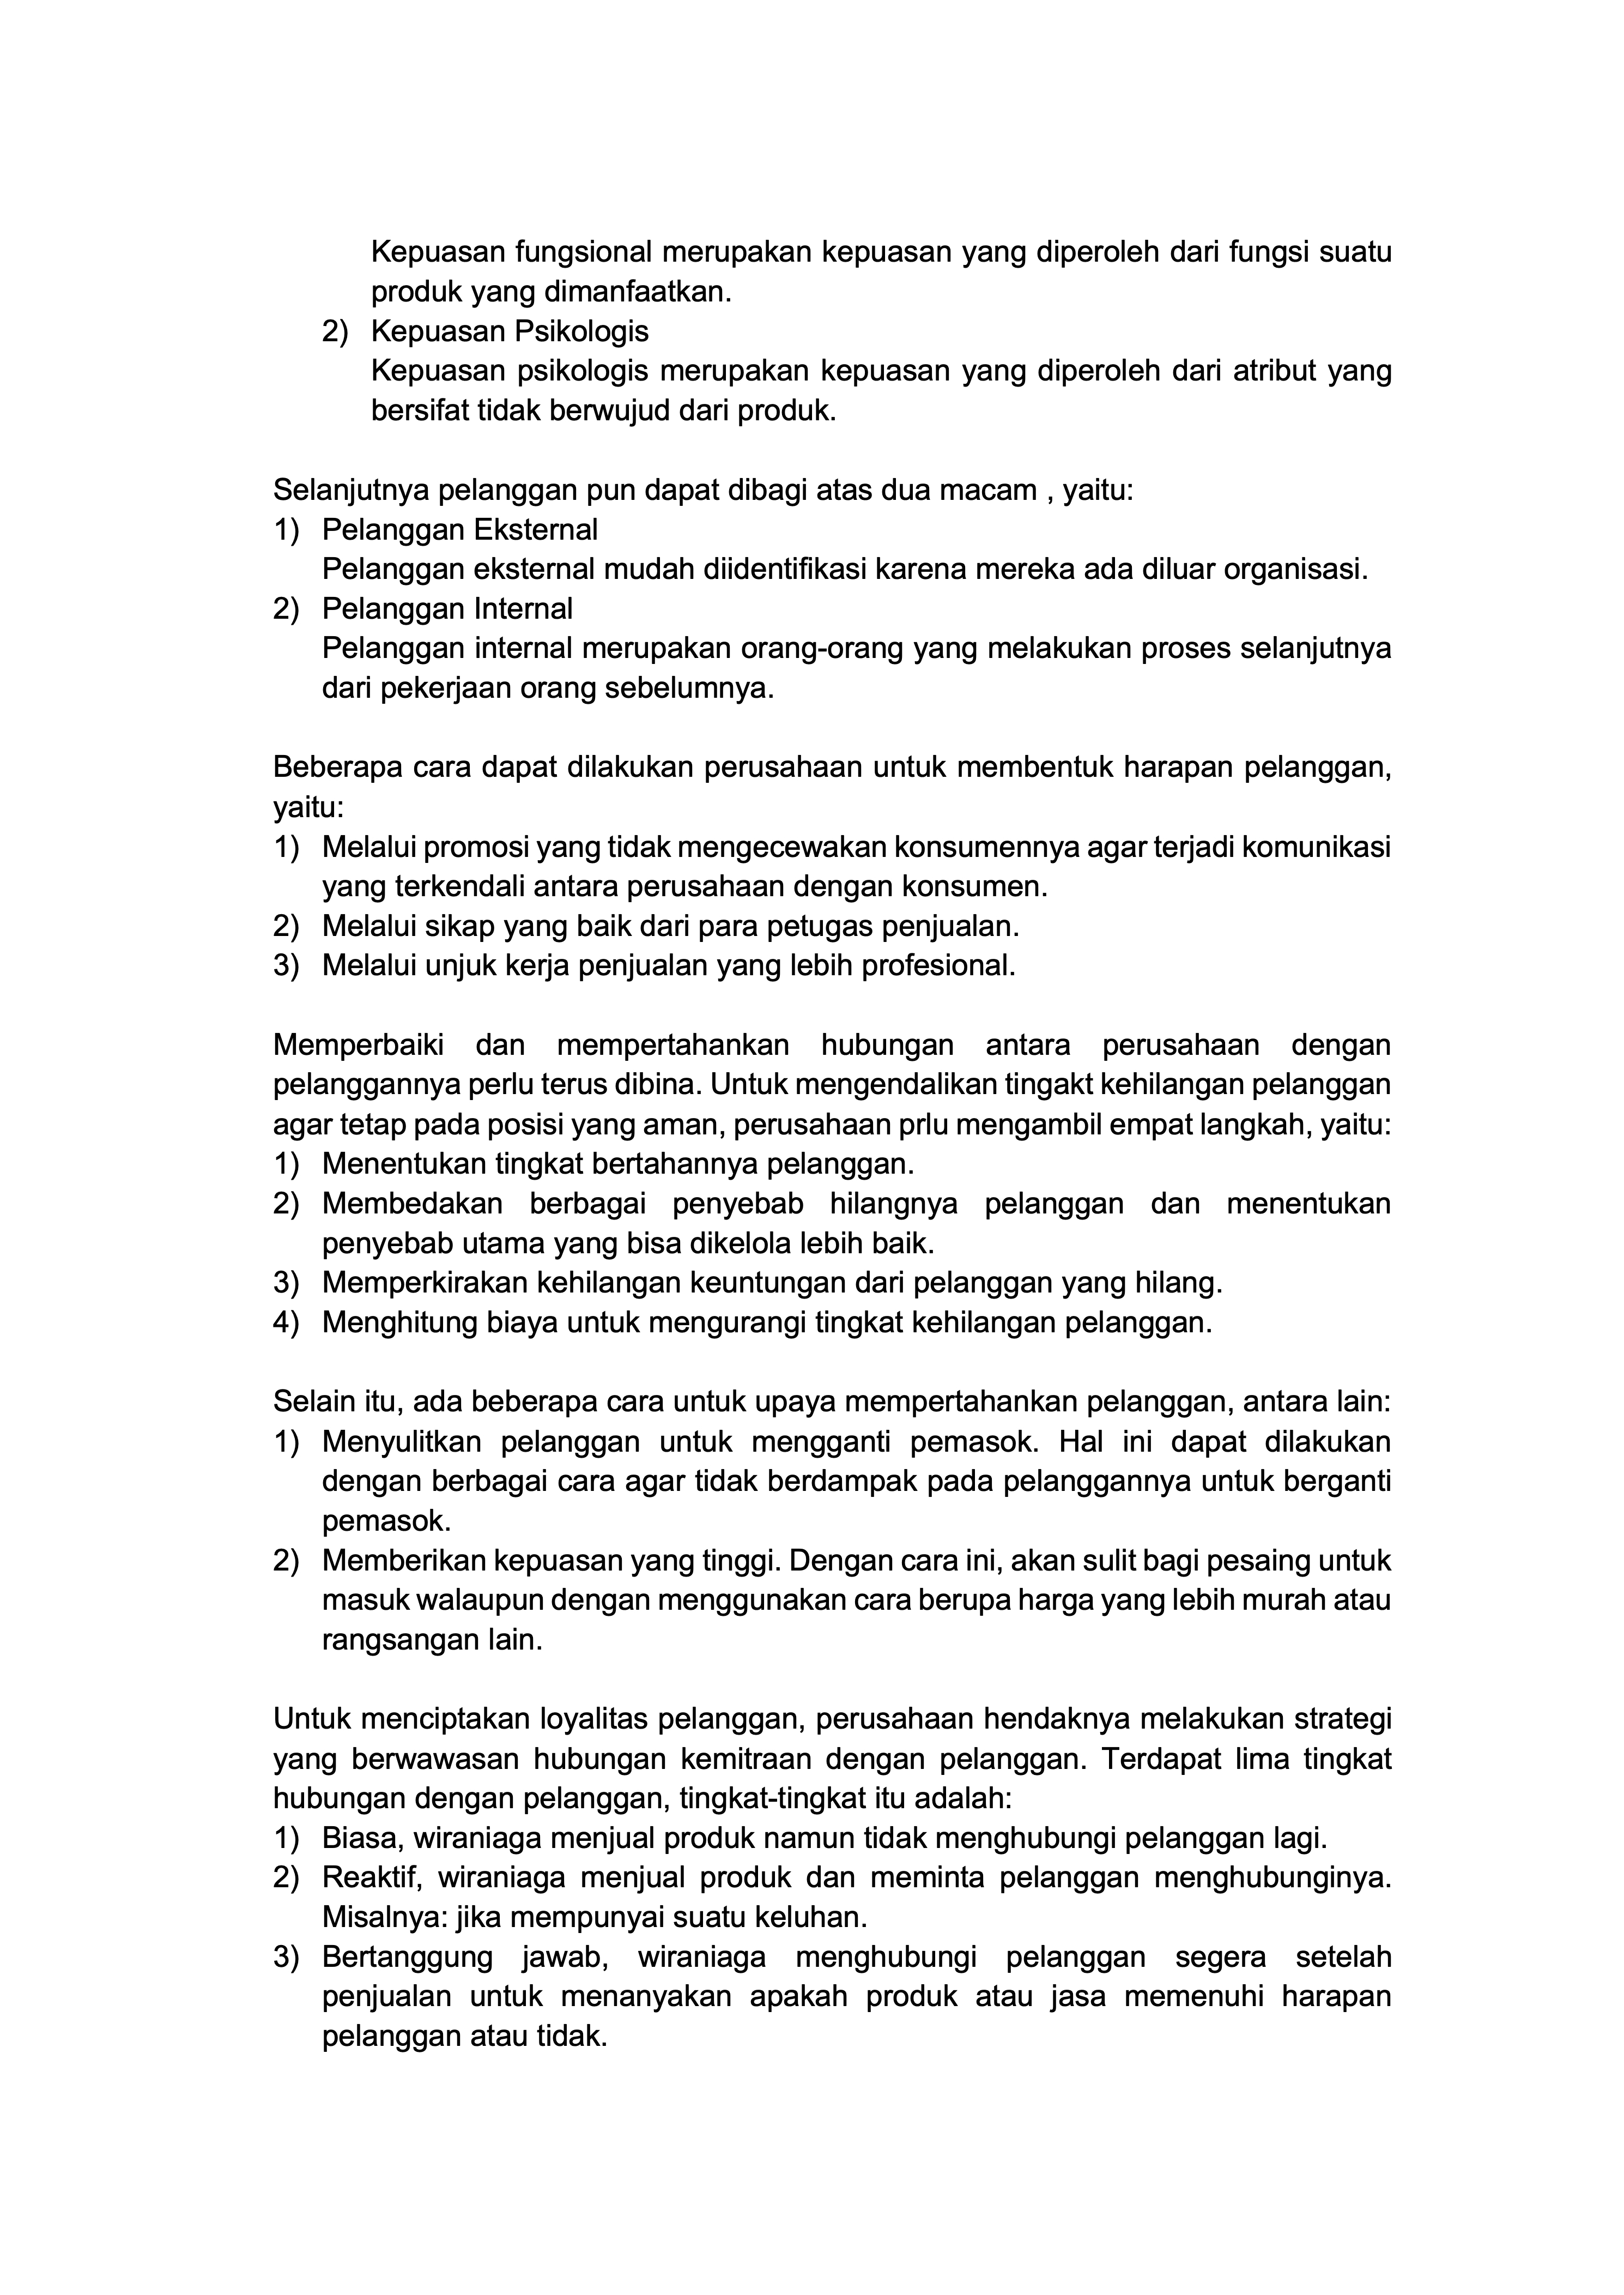 Kepuasan fungsional merupakan kepuasan yang diperoleh dari fungsi suatu
produk yang dimanfaatkan.
2) Kepuasan Psikologis
Kepuasan psikologis merupakan kepuasan yang diperoleh dari atribut yang
bersifat tidak berwujud dari produk.
Selanjutnya pelanggan pun dapat dibagi atas dua macam , yaitu:
1) Pelanggan Eksternal
Pelanggan eksternal mudah diidentifikasi karena mereka ada diluar organisasi.
2) Pelanggan Internal
Pelanggan internal merupakan orang-orang yang melakukan proses selanjutnya
dari pekerjaan orang sebelumnya.
Beberapa cara dapat dilakukan perusahaan untuk membentuk harapan pelanggan,
yaitu:
1) Melalui promosi yang tidak mengecewakan konsumennya agar terjadi komunikasi
yang terkendali antara perusahaan dengan konsumen.
2) Melalui sikap yang baik dari para petugas penjualan.
3) Melalui unjuk kerja penjualan yang lebih profesional.
Memperbaiki dan mempertahankan hubungan antara perusahaan dengan
pelanggannya perlu terus dibina. Untuk mengendalikan tingakt kehilangan pelanggan
agar tetap pada posisi yang aman, perusahaan prlu mengambil empat langkah, yaitu:
1) Menentukan tingkat bertahannya pelanggan.
2) Membedakan berbagai penyebab hilangnya pelanggan dan menentukan
penyebab utama yang bisa dikelola lebih baik.
3) Memperkirakan kehilangan keuntungan dari pelanggan yang hilang.
4) Menghitung biaya untuk mengurangi tingkat kehilangan pelanggan.
Selain itu, ada beberapa cara untuk upaya mempertahankan pelanggan, antara lain:
1) Menyulitkan pelanggan untuk mengganti pemasok. Hal ini dapat dilakukan
dengan berbagai cara agar tidak berdampak pada pelanggannya untuk berganti
pemasok.
2) Memberikan kepuasan yang tinggi. Dengan cara ini, akan sulit bagi pesaing untuk
masuk walaupun dengan menggunakan cara berupa harga yang lebih murah atau
rangsangan lain.
Untuk menciptakan loyalitas pelanggan, perusahaan hendaknya melakukan strategi
yang berwawasan hubungan kemitraan dengan pelanggan. Terdapat lima tingkat
hubungan dengan pelanggan, tingkat-tingkat itu adalah:
1) Biasa, wiraniaga menjual produk namun tidak menghubungi pelanggan lagi.
2) Reaktif, wiraniaga menjual produk dan meminta pelanggan menghubunginya.
Misalnya: jika mempunyai suatu keluhan.
3) Bertanggung jawab, wiraniaga menghubungi pelanggan segera setelah
penjualan untuk menanyakan apakah produk atau jasa memenuhi harapan
pelanggan atau tidak.